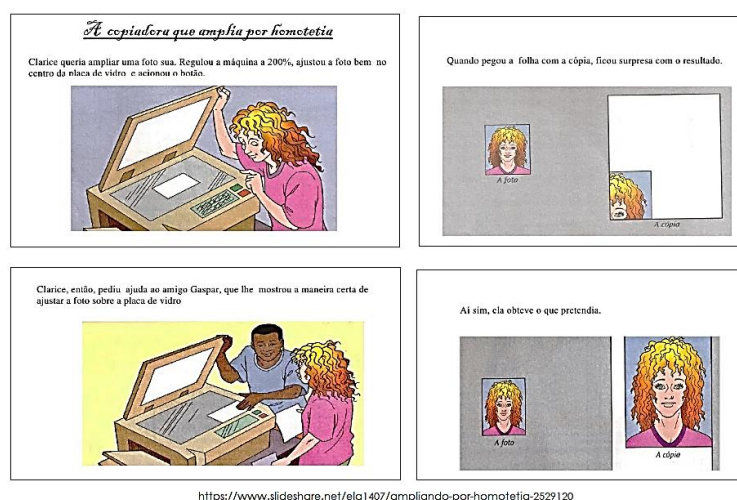 A copiadora que amplia por homotetia
Clarice queria ampliar uma foto sua. Regulou a máquina a 200%, ajustou a foto bem no
centro da placa de vidro e acionou o botão.
Quando pegou a folha com a cópia, ficou surpresa com o resultado.
A foto
A cópia
Clarice, então, pediu ajuda ao amigo Gaspar, que lhe mostrou a maneira certa de
ajustar a foto sobre a placa de vidro
Aí sim, ela obteve o que pretendia.
A foto
A cópia
https://www.slideshare.net/ela1407/ampliando-por-homotetia-2529120